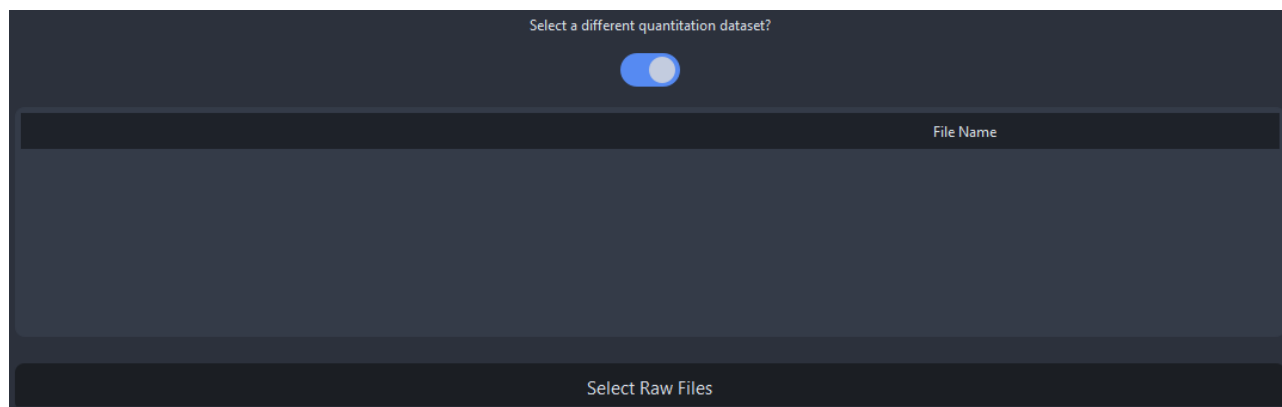 Select a different quantitation dataset?
File Name
Select Raw Files